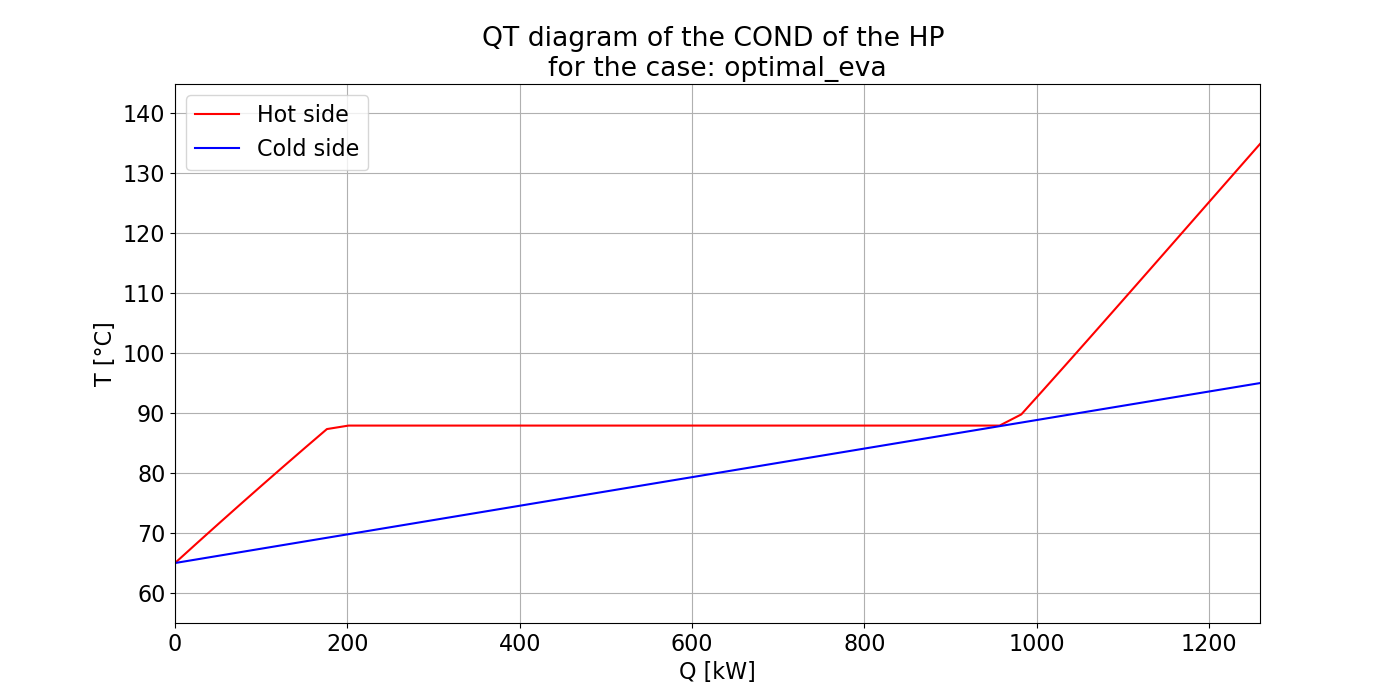 QT diagram of the COND of the HP
for the case: optimal_eva
Hot side
Cold side
T [°C]
140
130
120
110
100
90
80
70
60
0 200 400 600 800 1000 1200
Q [kW]